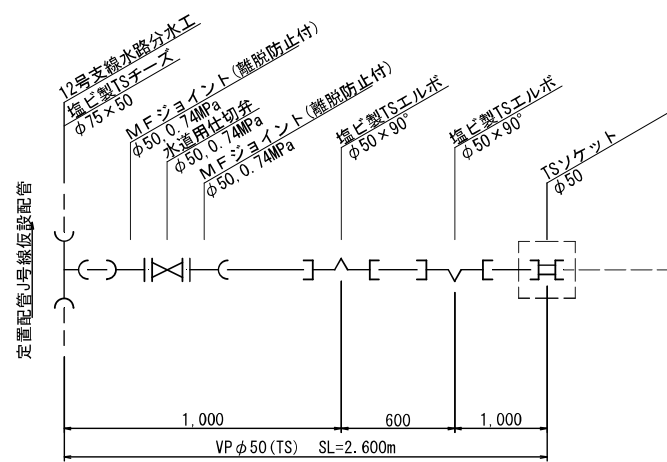 12号支線水路分水工
塩ビ製TSチーズ
φ75×50
MFジョイント(離脱防止付)
φ50,0.74MPa
水道用仕切弁
φ50,0.74MPa
MFジョイント(離脱防止付)
φ50,0.74MPa
塩ビ製TSエルボ
φ50×90°
塩ビ製TSエルボ
φ50×90°
TSソケット
φ50
定置配管J号線仮設配管
1,000
600
1,000
VPφ50(TS) SL=2.600m